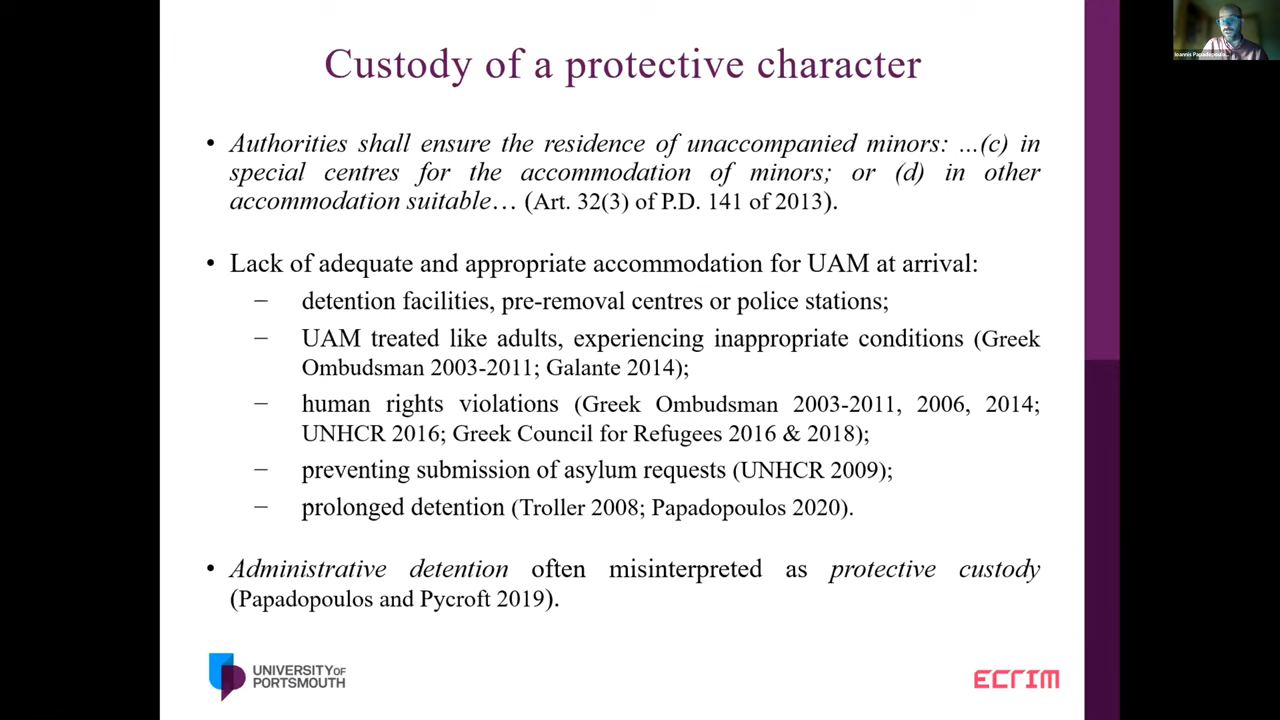 Custody of a protective character
Ioannis Papadopoulo...
• Authorities shall ensure the residence of unaccompanied minors: …(c) in
special centres for the accommodation of minors; or (d) in other
accommodation suitable… (Art. 32(3) of P.D. 141 of 2013).
• Lack of adequate and appropriate accommodation for UAM at arrival:
– detention facilities, pre-removal centres or police stations;
– UAM treated like adults, experiencing inappropriate conditions (Greek
Ombudsman 2003-2011; Galante 2014);
– human rights violations (Greek Ombudsman 2003-2011, 2006, 2014;
UNHCR 2016; Greek Council for Refugees 2016 & 2018);
– preventing submission of asylum requests (UNHCR 2009);
– prolonged detention (Troller 2008; Papadopoulos 2020).
• Administrative detention often misinterpreted as protective custody
(Papadopoulos and Pycroft 2019).
UNIVERSITY OF
PORTSMOUTH
ECRIM